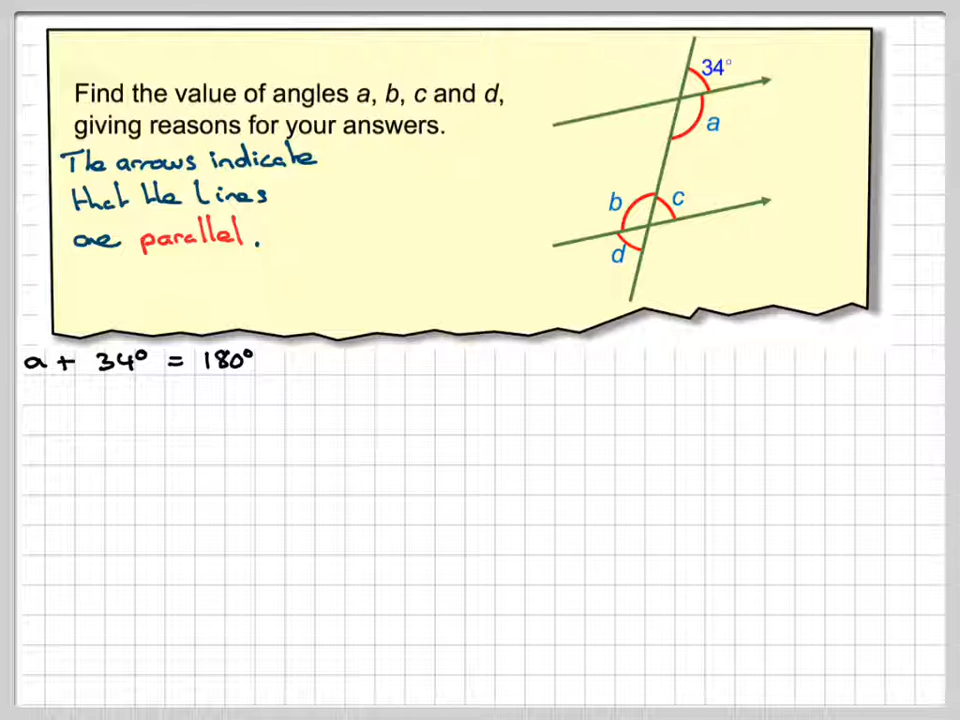 Find the value of angles a, b, c and d,
giving reasons for your answers.
The arrows indicate
that the lines
are parallel.
34°
a
b
c
d
a + 34° = 180°